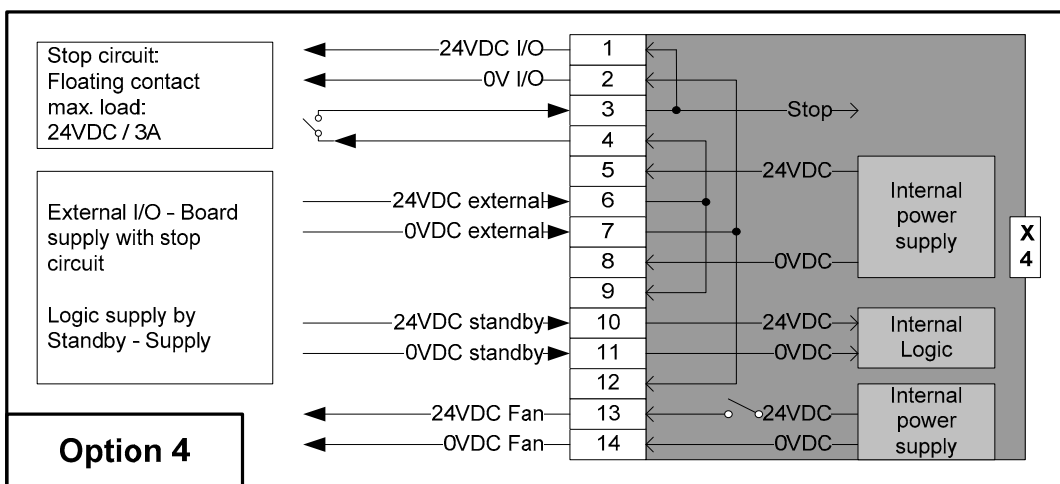 Stop circuit:
Floating contact
max. load:
24VDC / 3A
External I/O - Board
supply with stop
circuit
Logic supply by
Standby - Supply
Option 4
24VDC I/O
0V I/O
24VDC external
0VDC external
24VDC standby
0VDC standby
24VDC Fan
0VDC Fan
1
2
3
4
5
6
7
8
9
10
11
12
13
14
Stop
24VDC
0VDC
24VDC
0VDC
24VDC
0VDC
Internal
power
supply
Internal
Logic
Internal
power
supply
X
4